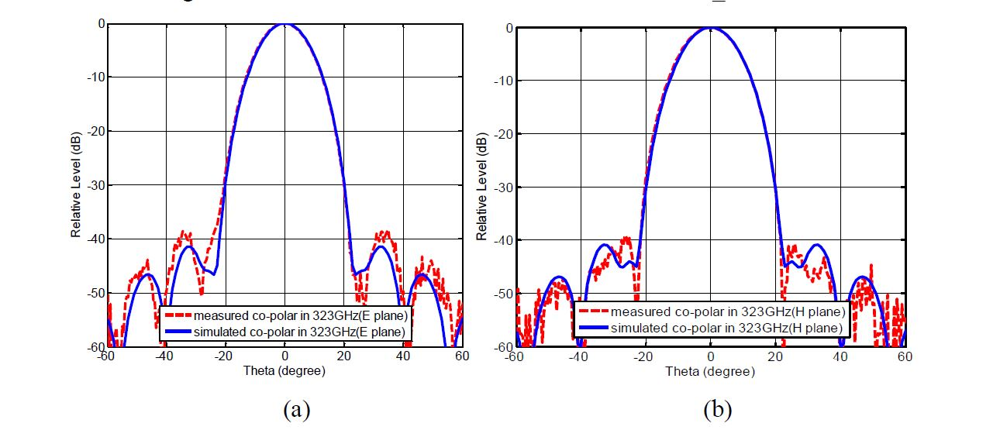 0
-10
-20
-30
-40
-50
-60
-60
-40
-20
0
20
40
60
Relative Level (dB)
Theta (degree)
measured co-polar in 323GHz(E plane)
simulated co-polar in 323GHz(E plane)
(a)
0
-10
-20
-30
-40
-50
-60
-60
-40
-20
0
20
40
60
Relative Level (dB)
Theta (degree)
measured co-polar in 323GHz(H plane)
simulated co-polar in 323GHz(H plane)
(b)